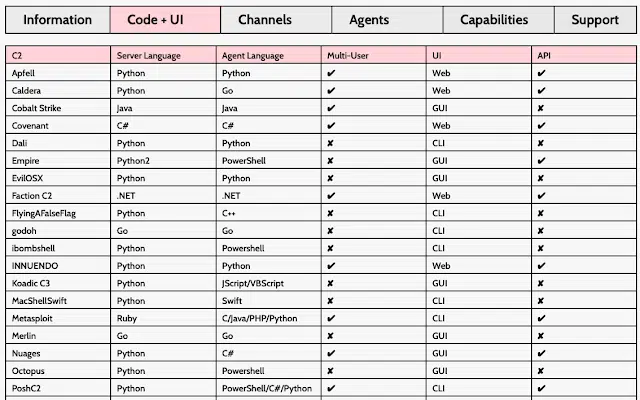 Information Code + UI Channels Agents Capabilities Support
C2 Server Language Agent Language Multi-User UI API
Apfell Python Python ✔ Web ✔
Caldera Python Go ✔ Web ✔
Cobalt Strike Java Java ✔ GUI ✘
Covenant C# C# ✔ Web ✔
Dali Python Python ✘ CLI ✘
Empire Python2 PowerShell ✘ GUI ✔
EvilOSX Python Python ✘ GUI ✘
Faction C2 .NET .NET ✔ Web ✔
FlyingAFalseFlag Python C++ ✘ CLI ✘
godoh Go Go ✘ CLI ✘
ibombshell Python Powershell ✘ CLI ✘
INNUENDO Python Python ✔ Web ✔
Koadic C3 Python JScript/VBScript ✘ GUI ✘
MacShellSwift Python Swift ✘ CLI ✘
Metasploit Ruby C/Java/PHP/Python ✔ CLI ✔
Merlin Go Go ✘ GUI ✘
Nuages Python C# ✔ GUI ✔
Octopus Python Powershell ✘ GUI ✘
PoshC2 Python PowerShell/C#/Python ✔ CLI ✔